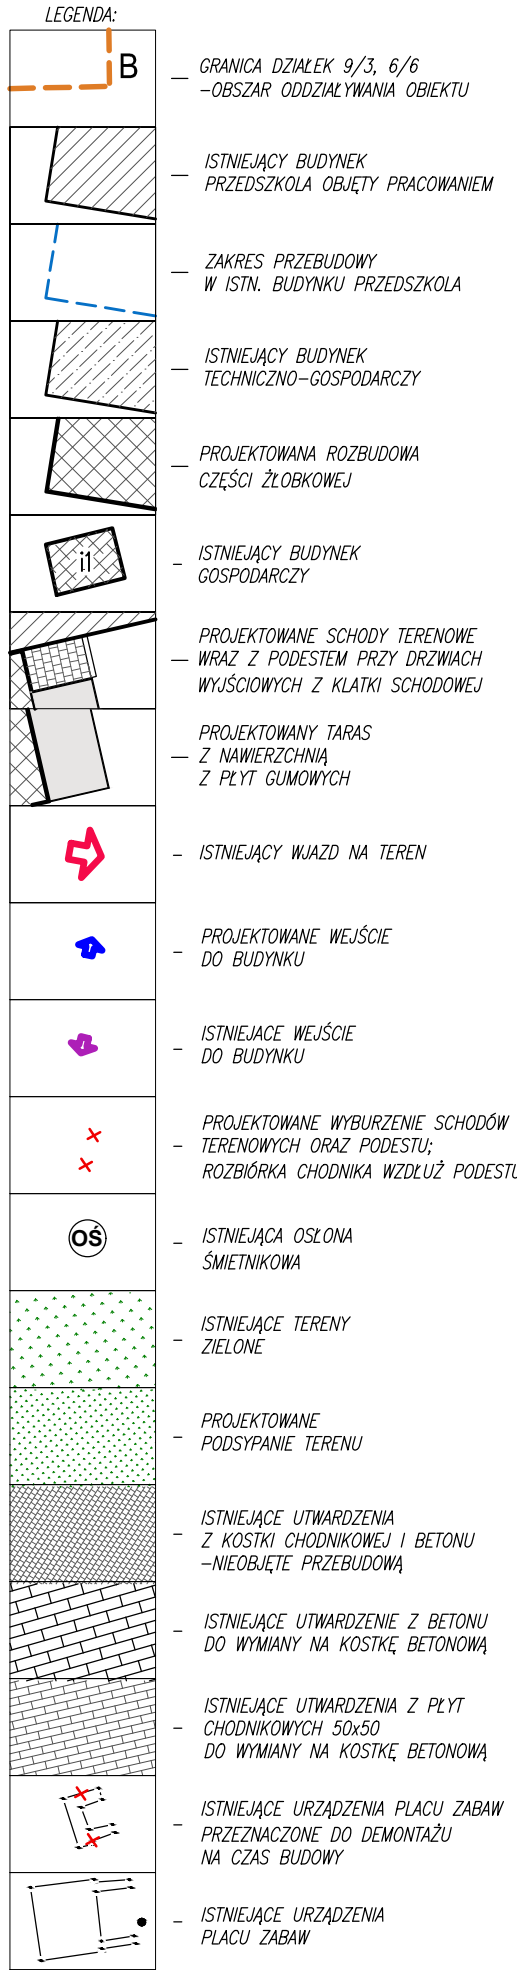 LEGENDA:
B
GRANICA DZIAŁEK 9/3, 6/6
-OBSZAR ODDZIAŁYWANIA OBIEKTU
ISTNIEJĄCY BUDYNEK
PRZEDSZKOLA OBJĘTY PRACOWANIEM
ZAKRES PRZEBUDOWY
W ISTN. BUDYNKU PRZEDSZKOLA
ISTNIEJĄCY BUDYNEK
TECHNICZNO-GOSPODARCZY
PROJEKTOWANA ROZBUDOWA
CZĘŚCI ŻŁOBKOWEJ
i1
ISTNIEJĄCY BUDYNEK
GOSPODARCZY
PROJEKTOWANE SCHODY TERENOWE
WRAZ Z PODESTEM PRZY DRZWIACH
WYJŚCIOWYCH Z KLATKI SCHODOWEJ
PROJEKTOWANY TARAS
Z NAWIERZCHNIĄ
Z PŁYT GUMOWYCH
ISTNIEJĄCY WJAZD NA TEREN
PROJEKTOWANE WEJŚCIE
DO BUDYNKU
ISTNIEJACE WEJŚCIE
DO BUDYNKU
PROJEKTOWANE WYBURZENIE SCHODÓW
TERENOWYCH ORAZ PODESTU;
ROZBIÓRKA CHODNIKA WZDŁUŻ PODESTU
OŚ
ISTNIEJĄCA OSŁONA
ŚMIETNIKOWA
ISTNIEJĄCE TERENY
ZIELONE
PROJEKTOWANE
PODSYPANIE TERENU
ISTNIEJĄCE UTWARDZENIA
Z KOSTKI CHODNIKOWEJ I BETONU
-NIEOBJĘTE PRZEBUDOWĄ
ISTNIEJĄCE UTWARDZENIE Z BETONU
DO WYMIANY NA KOSTKĘ BETONOWĄ
ISTNIEJĄCE UTWARDZENIA Z PŁYT
CHODNIKOWYCH 50x50
DO WYMIANY NA KOSTKĘ BETONOWĄ
ISTNIEJĄCE URZĄDZENIA PLACU ZABAW
PRZEZNACZONE DO DEMONTAŻU
NA CZAS BUDOWY
ISTNIEJĄCE URZĄDZENIA
PLACU ZABAW